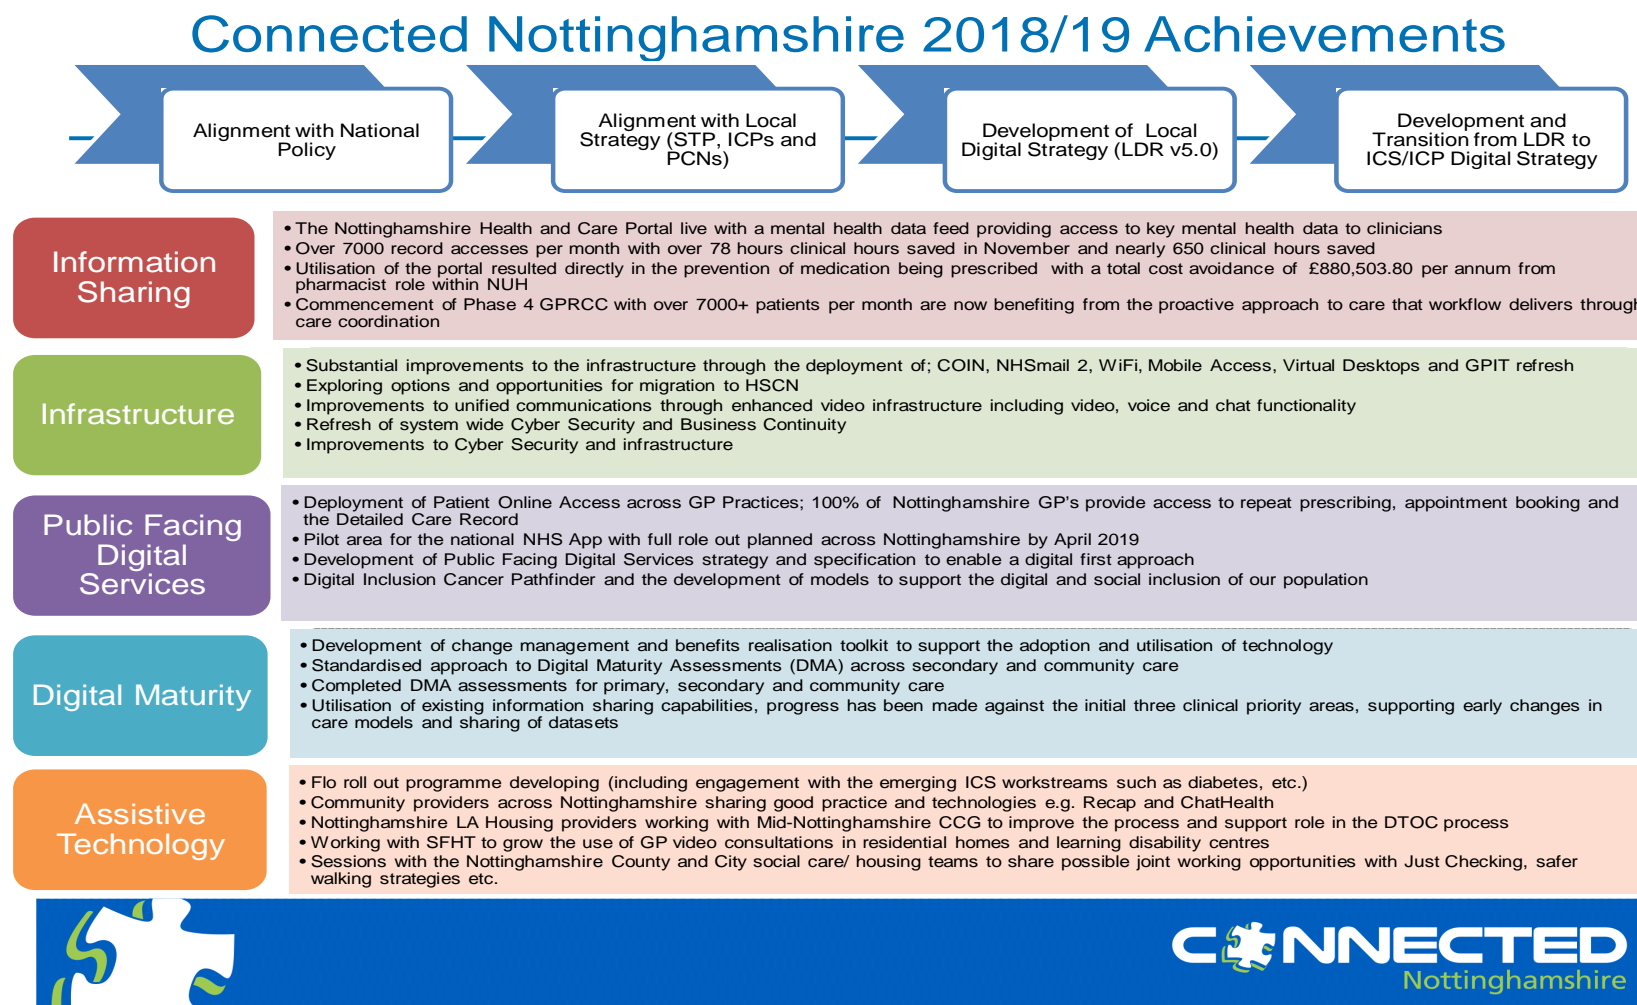 Connected Nottinghamshire 2018/19 Achievements
Alignment with National
Policy
Alignment with Local
Strategy (STP, ICPs and
PCNs)
Development of Local
Digital Strategy (LDR v5.0)
Development and
Transition from LDR to
ICS/ICP Digital Strategy
Information
Sharing
• The Nottinghamshire Health and Care Portal live with a mental health data feed providing access to key mental health data to clinicians
• Over 7000 record accesses per month with over 78 hours clinical hours saved in November and nearly 650 clinical hours saved
• Utilisation of the portal resulted directly in the prevention of medication being prescribed with a total cost avoidance of £880,503.80 per annum from
pharmacist role within NUH
• Commencement of Phase 4 GPRCC with over 7000+ patients per month are now benefiting from the proactive approach to care that workflow delivers through
care coordination
Infrastructure
• Substantial improvements to the infrastructure through the deployment of; COIN, NHSmail 2, WiFi, Mobile Access, Virtual Desktops and GPIT refresh
• Exploring options and opportunities for migration to HSCN
• Improvements to unified communications through enhanced video infrastructure including video, voice and chat functionality
• Refresh of system wide Cyber Security and Business Continuity
• Improvements to Cyber Security and infrastructure
Public Facing
Digital
Services
• Deployment of Patient Online Access across GP Practices; 100% of Nottinghamshire GP's provide access to repeat prescribing, appointment booking and
the Detailed Care Record
• Pilot area for the national NHS App with full role out planned across Nottinghamshire by April 2019
• Development of Public Facing Digital Services strategy and specification to enable a digital first approach
• Digital Inclusion Cancer Pathfinder and the development of models to support the digital and social inclusion of our population
Digital Maturity
• Development of change management and benefits realisation toolkit to support the adoption and utilisation of technology
• Standardised approach to Digital Maturity Assessments (DMA) across secondary and community care
• Completed DMA assessments for primary, secondary and community care
• Utilisation of existing information sharing capabilities, progress has been made against the initial three clinical priority areas, supporting early changes in
care models and sharing of datasets
Assistive
Technology
• Flo roll out programme developing (including engagement with the emerging ICS workstreams such as diabetes, etc.)
• Community providers across Nottinghamshire sharing good practice and technologies e.g. Recap and ChatHealth
• Nottinghamshire LA Housing providers working with Mid-Nottinghamshire CCG to improve the process and support role in the DTOC process
• Working with SFHT to grow the use of GP video consultations in residential homes and learning disability centres
• Sessions with the Nottinghamshire County and City social care/ housing teams to share possible joint working opportunities with Just Checking, safer
walking strategies etc.
CONNECTED
Nottinghamshire